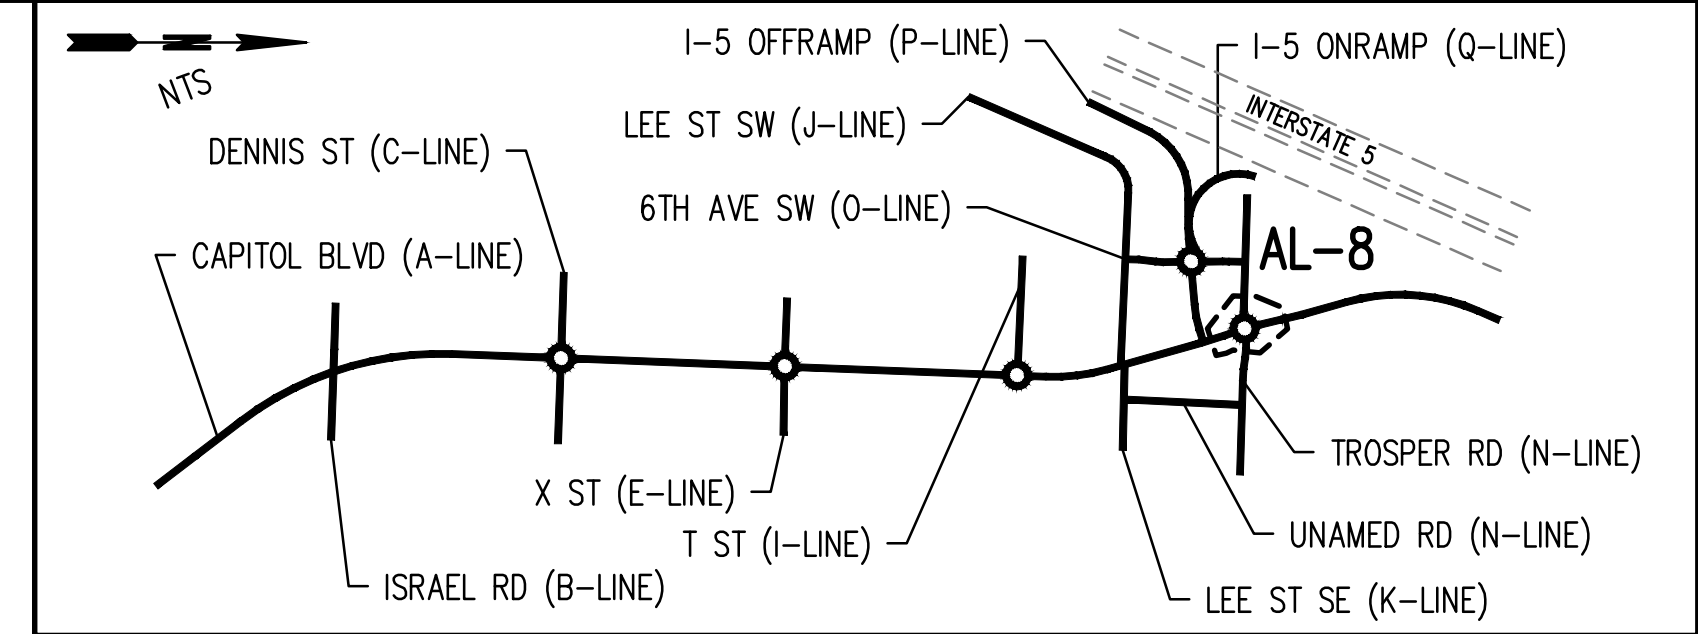 N
NTS
I-5 OFFRAMP (P-LINE)
I-5 ONRAMP (Q-LINE)
LEE ST SW (J-LINE)
INTERSTATE 5
DENNIS ST (C-LINE)
6TH AVE SW (O-LINE)
CAPITOL BLVD (A-LINE)
AL-8
TROSPER RD (N-LINE)
X ST (E-LINE)
T ST (I-LINE)
UNAMED RD (N-LINE)
ISRAEL RD (B-LINE)
LEE ST SE (K-LINE)